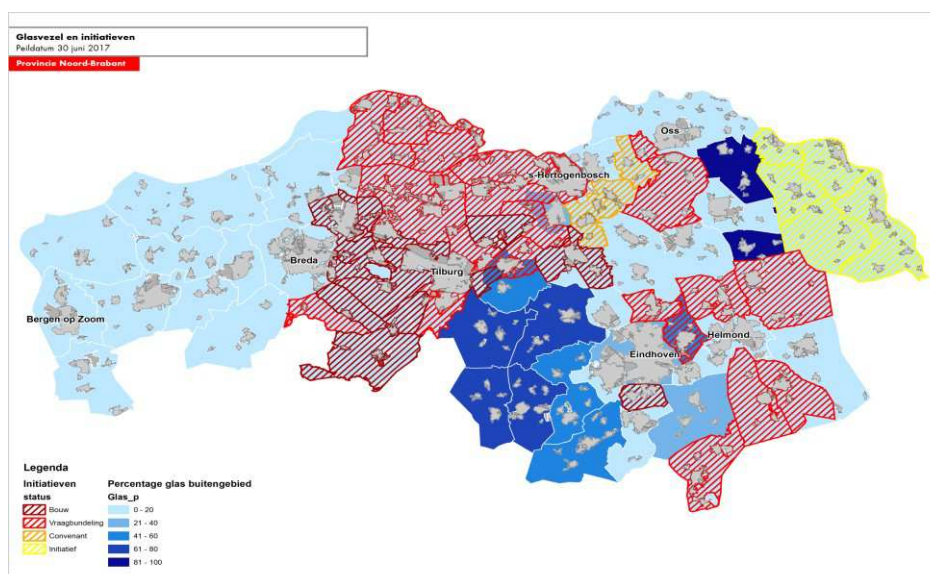 Glasvezel en initiatieven
Peildatum 30 juni 2017
Provincie Noord-Brabant
Oss
's-Hertogenbosch
Breda
Tilburg
Bergen op Zoom
Helmond
Eindhoven
Legenda
Initiatieven
status
Bouw
Vraagbundeling
Convenant
Initiatief
Percentage glas buitengebied
Glas_p
0 - 20
21 - 40
41 - 60
61 - 80
81 - 100